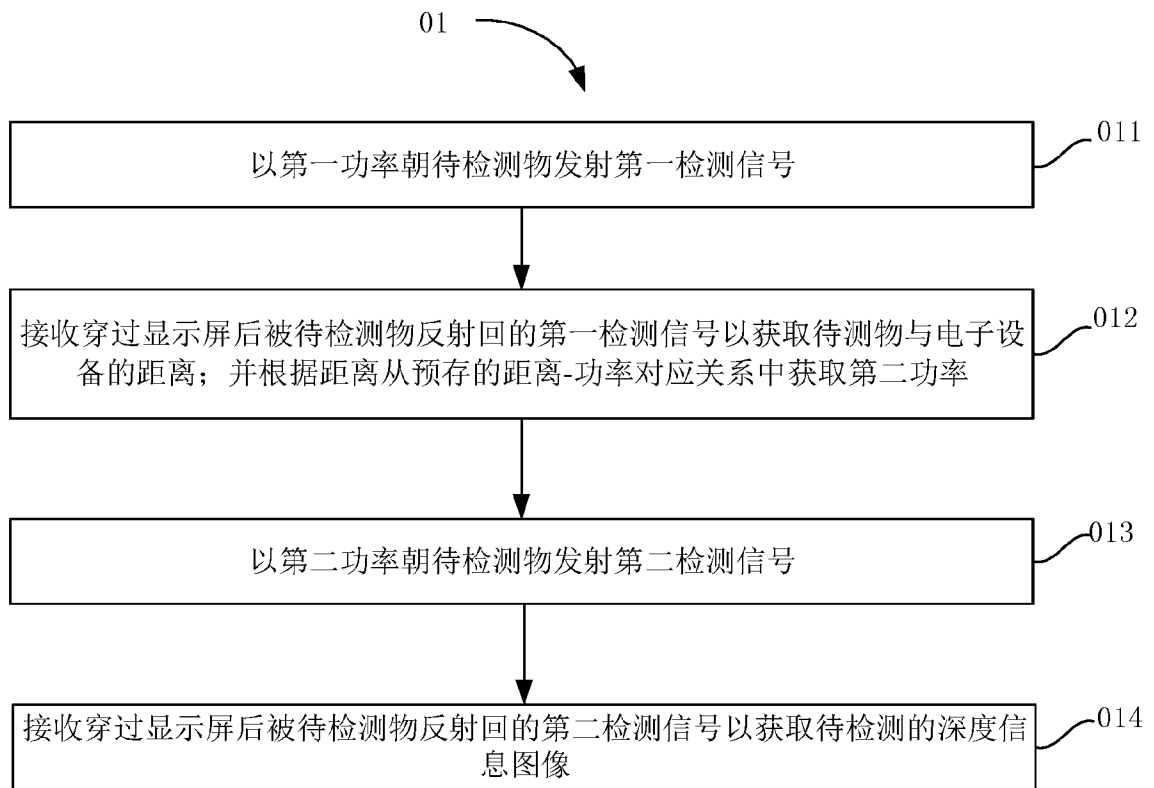 01
以第一功率朝待检测物发射第一检测信号
011
接收穿过显示屏后被待检测物反射回的第一检测信号以获取待测物与电子设
备的距离；并根据距离从预存的距离-功率对应关系中获取第二功率
012
以第二功率朝待检测物发射第二检测信号
013
接收穿过显示屏后被待检测物反射回的第二检测信号以获取待检测的深度信
息图像
014